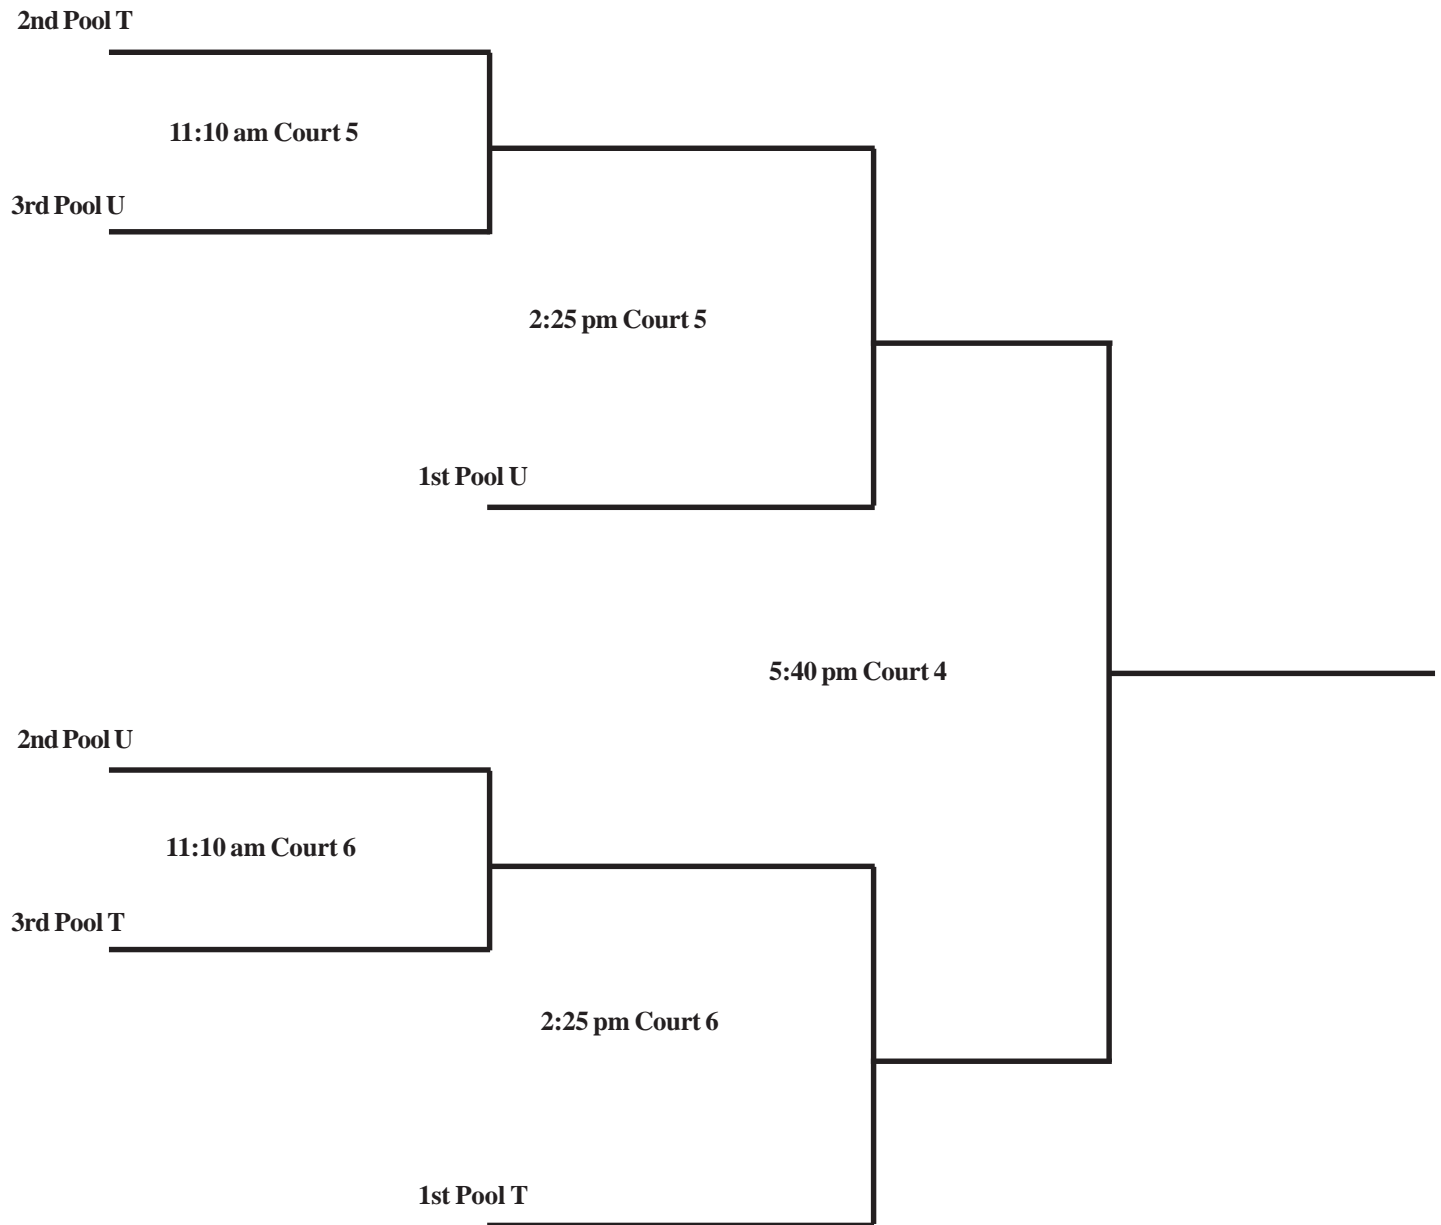 2nd Pool T
11:10 am Court 5
3rd Pool U
2:25 pm Court 5
1st Pool U
5:40 pm Court 4
2nd Pool U
11:10 am Court 6
3rd Pool T
2:25 pm Court 6
1st Pool T